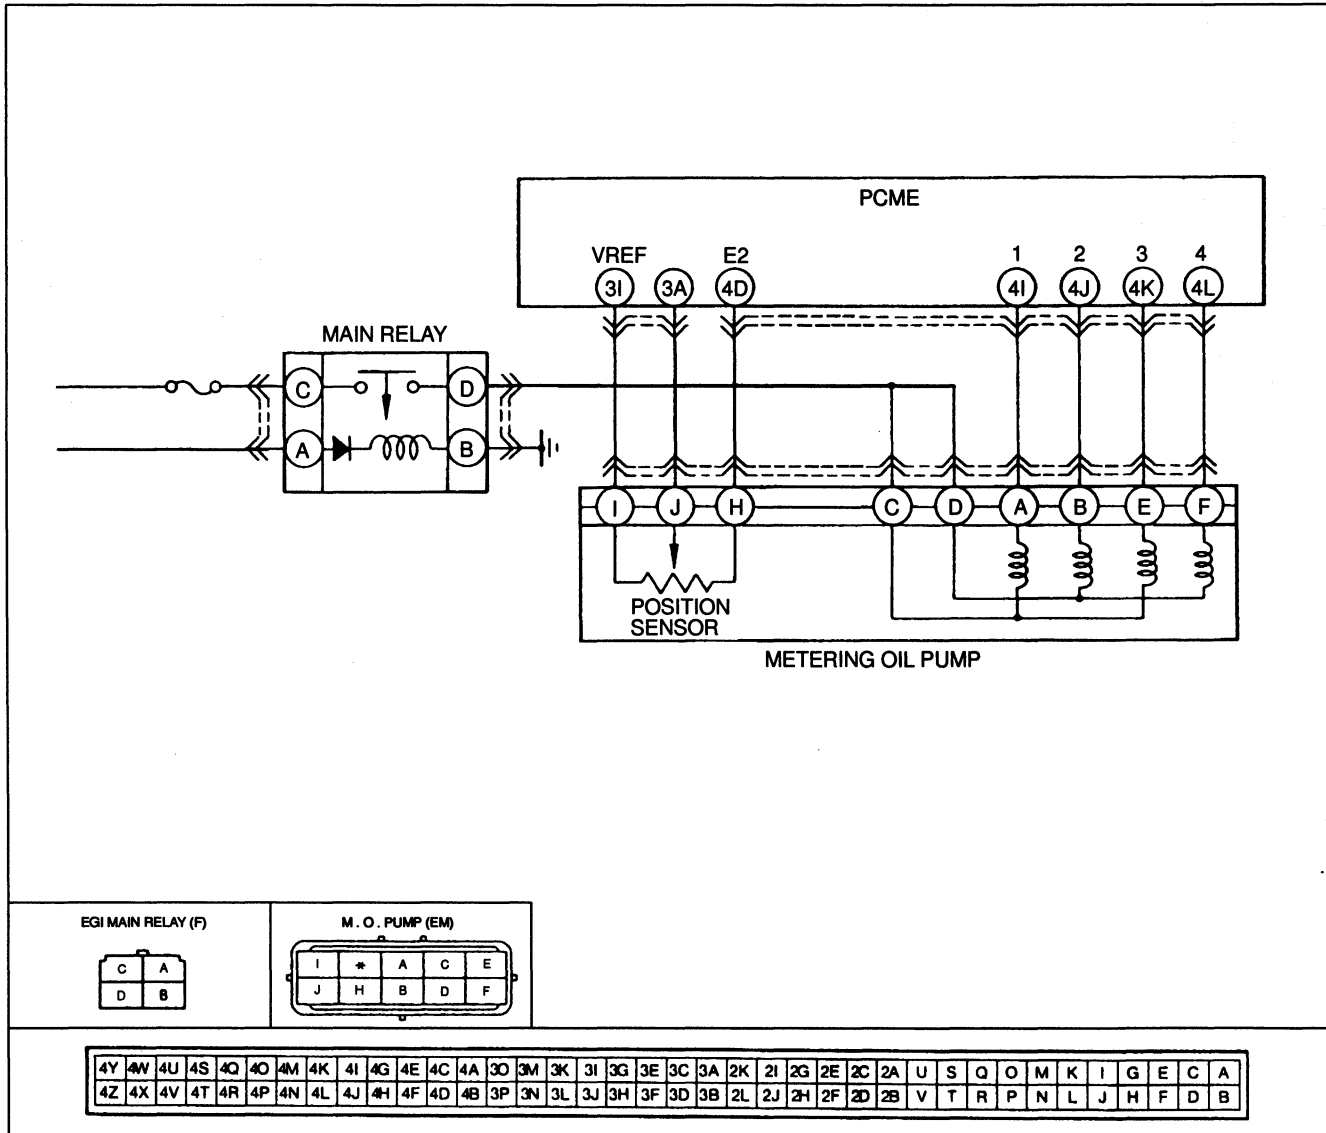 PCME
VREF E2 1 2 3 4
3I 3A 4D 4I 4J 4K 4L
MAIN RELAY
C D
A B
I J H C D A B E F
POSITION
SENSOR
METERING OIL PUMP
EGI MAIN RELAY (F)
C A
D B
M . O . PUMP (EM)
I * A C E
J H B D F
4Y 4W 4U 4S 4Q 4O 4M 4K 4I 4G 4E 4C 4A 3O 3M 3K 3I 3G 3E 3C 3A 2K 2I 2G 2E 2C 2A U S Q O M K I G E C A
4Z 4X 4V 4T 4R 4P 4N 4L 4J 4H 4F 4D 4B 3P 3N 3L 3J 3H 3F 3D 3B 2L 2J 2H 2F 2D 2B V T R P N L J H F D B